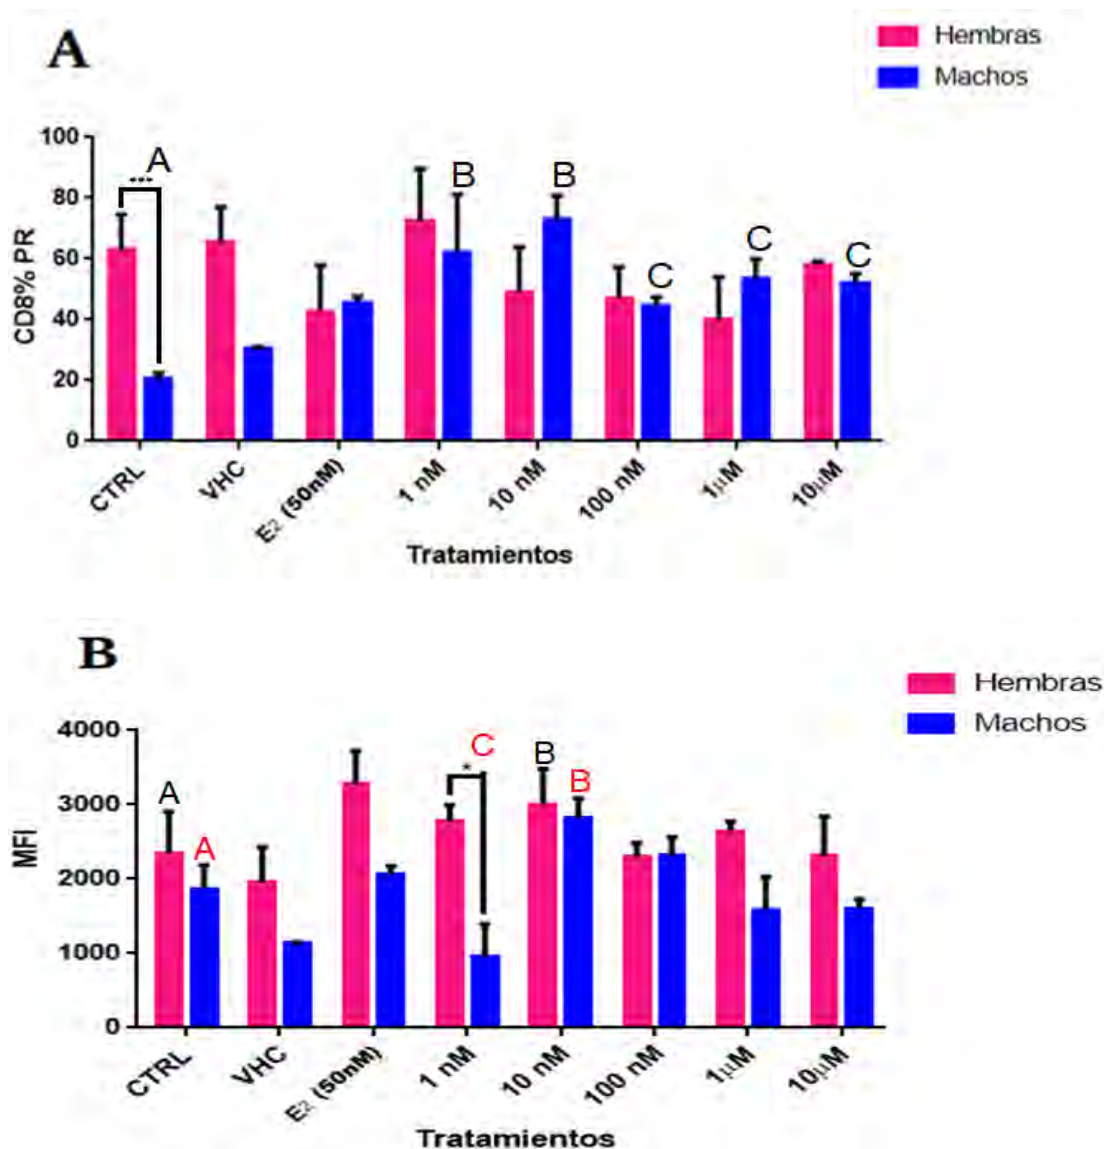 A
Hembras
Machos
100
80
60
40
20
0
CD8% PR
A
***
B
B
C
C
C
CTRL
VHC
E2 (50nM)
1 nM
10 nM
100 nM
1μM
10μM
Tratamientos
B
Hembras
Machos
4000
3000
2000
1000
0
MFI
A
A
C
*
B
B
CTRL
VHC
E2 (50nM)
1 nM
10 nM
100 nM
1μM
10μM
Tratamientos